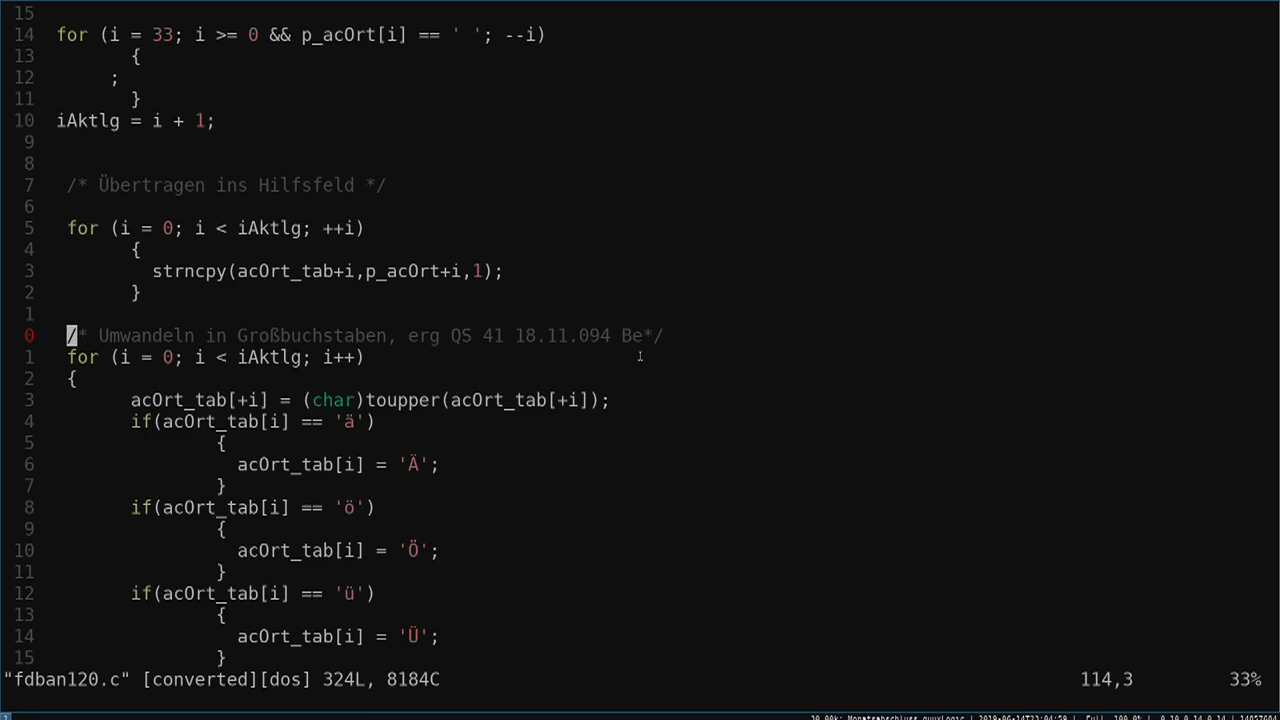 15
14 for (i = 33; i >= 0 && p_acOrt[i] == ' '; --i)
13 {
12 ;
11 }
10 iAktlg = i + 1;
9
8
7 /* Übertragen ins Hilfsfeld */
6
5 for (i = 0; i < iAktlg; ++i)
4 {
3 strncpy(acOrt_tab+i,p_acOrt+i,1);
2 }
1
0 /* Umwandeln in Großbuchstaben, erg QS 41 18.11.094 Be*/
1 for (i = 0; i < iAktlg; i++)
2 {
3 acOrt_tab[+i] = (char)toupper(acOrt_tab[+i]);
4 if(acOrt_tab[i] == 'ä')
5 {
6 acOrt_tab[i] = 'Ä';
7 }
8 if(acOrt_tab[i] == 'ö')
9 {
10 acOrt_tab[i] = 'Ö';
11 }
12 if(acOrt_tab[i] == 'ü')
13 {
14 acOrt_tab[i] = 'Ü';
15 }
"fdban120.c" [converted][dos] 324L, 8184C 114,3 33%